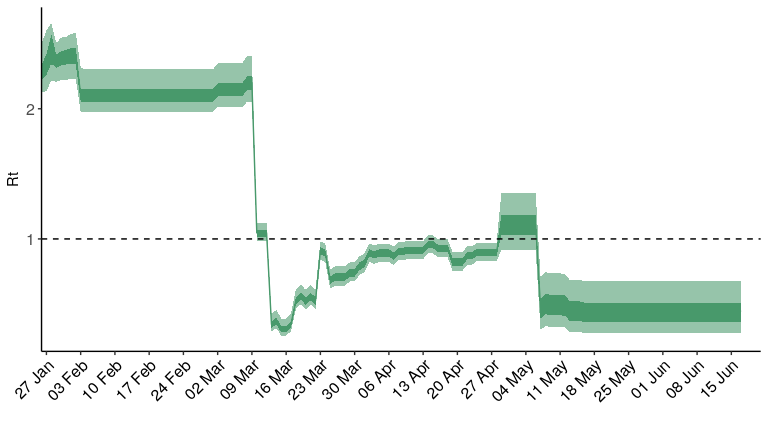 Rt
2
1
27 Jan
03 Feb
10 Feb
17 Feb
24 Feb
02 Mar
09 Mar
16 Mar
23 Mar
30 Mar
06 Apr
13 Apr
20 Apr
27 Apr
04 May
11 May
18 May
25 May
01 Jun
08 Jun
15 Jun